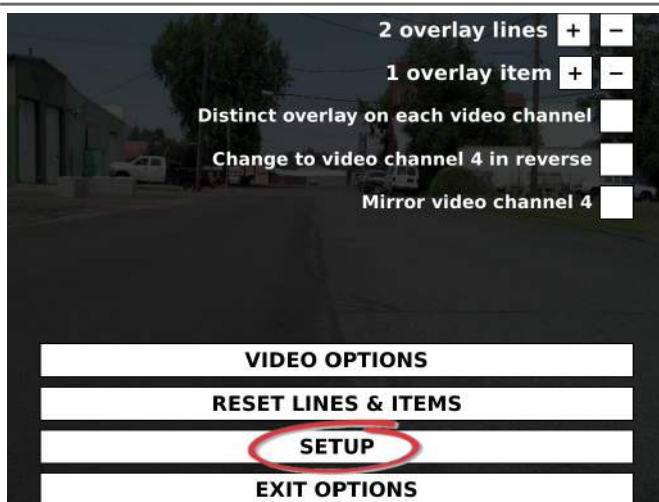 2 overlay lines + −
1 overlay item + −
Distinct overlay on each video channel
Change to video channel 4 in reverse
Mirror video channel 4
VIDEO OPTIONS
RESET LINES & ITEMS
SETUP
EXIT OPTIONS